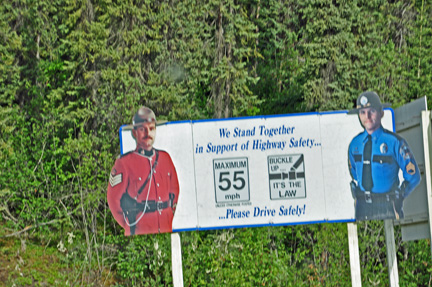 We Stand Together
in Support of Highway Safety...
MAXIMUM
55
mph
BUCKLE
UP...
IT'S THE
LAW
...Please Drive Safely!